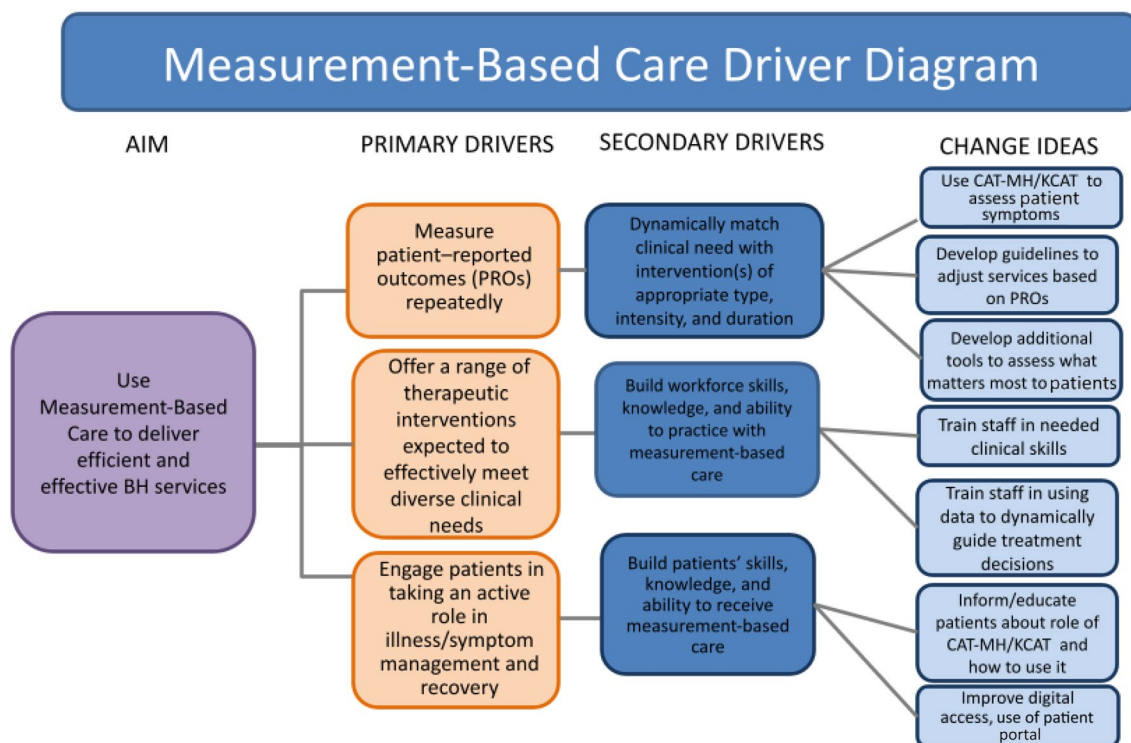 Measurement-Based Care Driver Diagram
AIM
PRIMARY DRIVERS
SECONDARY DRIVERS
CHANGE IDEAS
Use
Measurement-Based
Care to deliver
efficient and
effective BH services
Measure
patient–reported
outcomes (PROs)
repeatedly
Offer a range of
therapeutic
interventions
expected to
effectively meet
diverse clinical
needs
Engage patients in
taking an active
role in
illness/symptom
management and
recovery
Dynamically match
clinical need with
intervention(s) of
appropriate type,
intensity, and duration
Build workforce skills,
knowledge, and ability
to practice with
measurement-based
care
Build patients’ skills,
knowledge, and
ability to receive
measurement-based
care
Use CAT-MH/KCAT to
assess patient
symptoms
Develop guidelines to
adjust services based
on PROs
Develop additional
tools to assess what
matters most to patients
Train staff in needed
clinical skills
Train staff in using
data to dynamically
guide treatment
decisions
Inform/educate
patients about role of
CAT-MH/KCAT and
how to use it
Improve digital
access, use of patient
portal